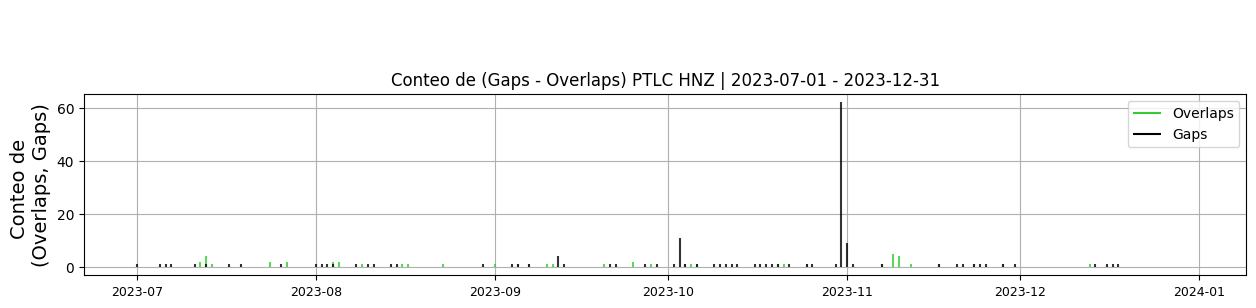 Conteo de (Gaps - Overlaps) PTLC HNZ | 2023-07-01 - 2023-12-31
Conteo de
(Overlaps, Gaps)
60
40
20
0
Overlaps
Gaps
2023-07
2023-08
2023-09
2023-10
2023-11
2023-12
2024-01